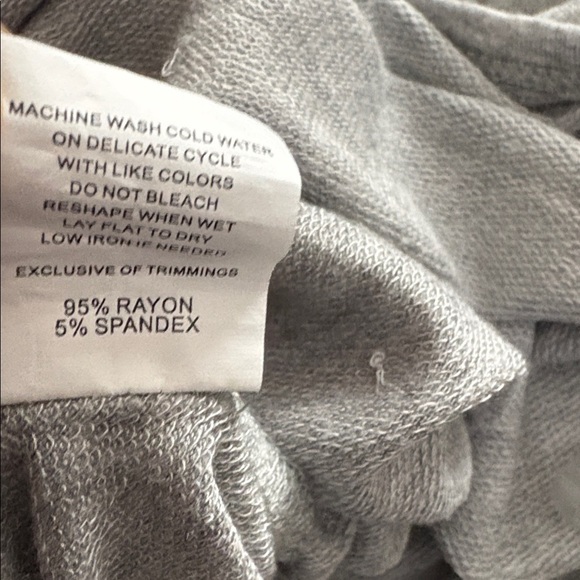 MACHINE WASH COLD WATER
ON DELICATE CYCLE
WITH LIKE COLORS
DO NOT BLEACH
RESHAPE WHEN WET
LAY FLAT TO DRY
LOW IRON IF NEEDED
EXCLUSIVE OF TRIMMINGS
95% RAYON
5% SPANDEX